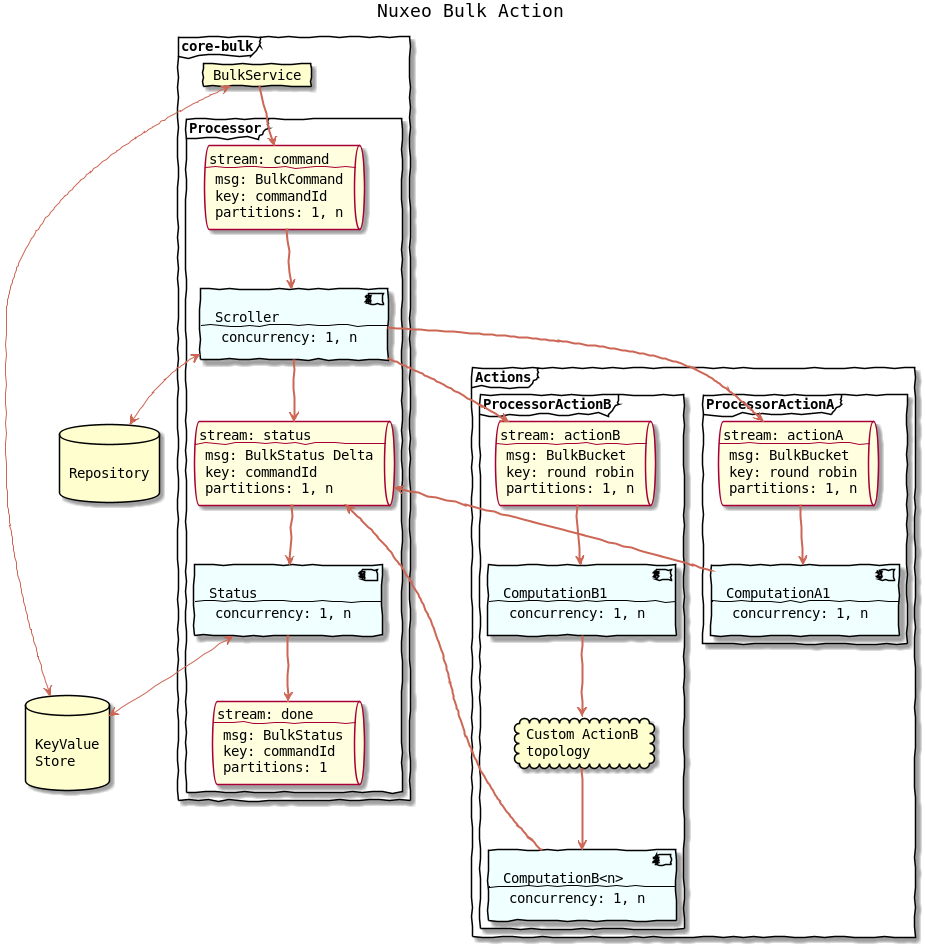 Nuxeo Bulk Action
core-bulk
BulkService
Processor
stream: command
msg: BulkCommand
key: commandId
partitions: 1, n
Scroller
concurrency: 1, n
Repository
stream: status
msg: BulkStatus Delta
key: commandId
partitions: 1, n
Status
concurrency: 1, n
KeyValue
Store
stream: done
msg: BulkStatus
key: commandId
partitions: 1
Actions
ProcessorActionB
stream: actionB
msg: BulkBucket
key: round robin
partitions: 1, n
ComputationB1
concurrency: 1, n
Custom ActionB
topology
ComputationB<n>
concurrency: 1, n
ProcessorActionA
stream: actionA
msg: BulkBucket
key: round robin
partitions: 1, n
ComputationA1
concurrency: 1, n